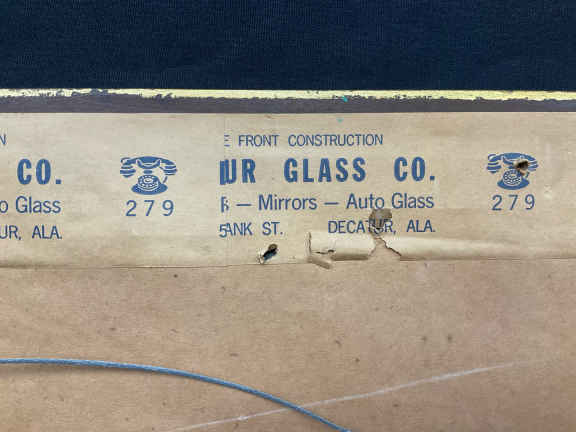 N E FRONT CONSTRUCTION
CO. UR GLASS CO.
o Glass — Mirrors — Auto Glass
279 279
UR, ALA. ANK ST. DECATUR, ALA.